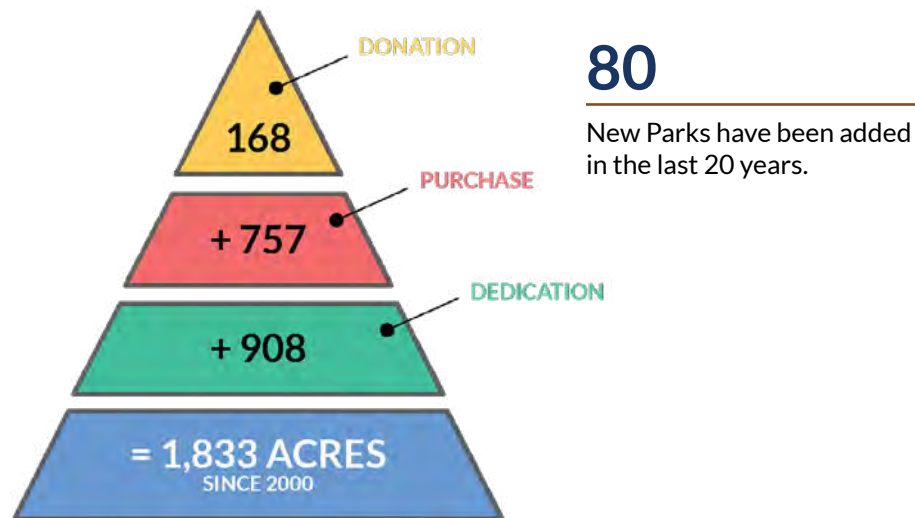 DONATION
168
PURCHASE
+ 757
DEDICATION
+ 908
= 1,833 ACRES
SINCE 2000
80
New Parks have been added
in the last 20 years.